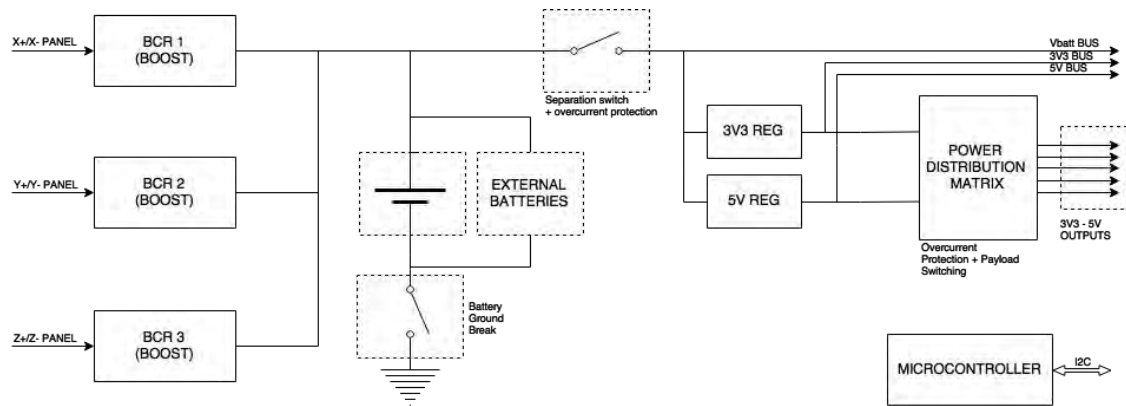 X+/X- PANEL
BCR 1
(BOOST)
Separation switch
+ overcurrent protection
Vbatt BUS
3V3 BUS
5V BUS
3V3 REG
5V REG
POWER
DISTRIBUTION
MATRIX
Overcurrent
Protection + Payload
Switching
3V3 - 5V
OUTPUTS
Y+/Y- PANEL
BCR 2
(BOOST)
EXTERNAL
BATTERIES
Battery
Ground
Break
Z+/Z- PANEL
BCR 3
(BOOST)
MICROCONTROLLER
I2C